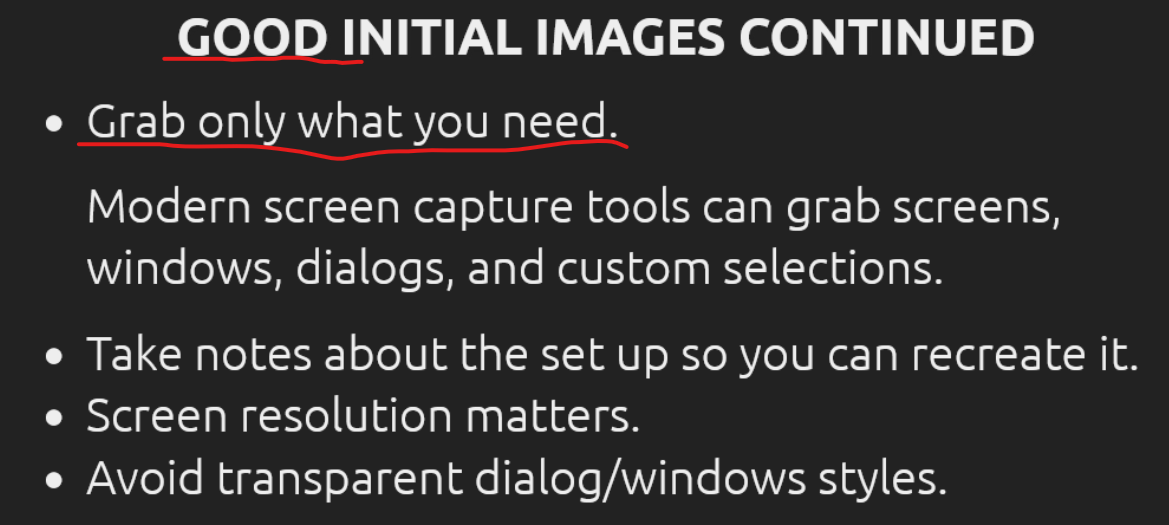 GOOD INITIAL IMAGES CONTINUED
• Grab only what you need.
Modern screen capture tools can grab screens,
windows, dialogs, and custom selections.
• Take notes about the set up so you can recreate it.
• Screen resolution matters.
• Avoid transparent dialog/windows styles.